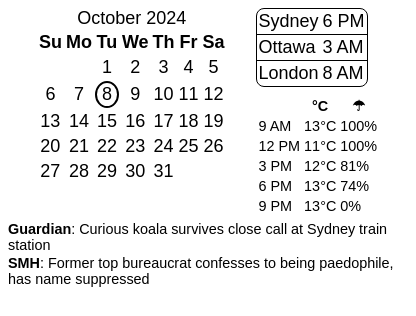 October 2024
Su Mo Tu We Th Fr Sa
1 2 3 4 5
6 7 8 9 10 11 12
13 14 15 16 17 18 19
20 21 22 23 24 25 26
27 28 29 30 31
Sydney 6 PM
Ottawa 3 AM
London 8 AM
°C ☂
9 AM 13°C 100%
12 PM 11°C 100%
3 PM 12°C 81%
6 PM 13°C 74%
9 PM 13°C 0%
Guardian: Curious koala survives close call at Sydney train
station
SMH: Former top bureaucrat confesses to being paedophile,
has name suppressed